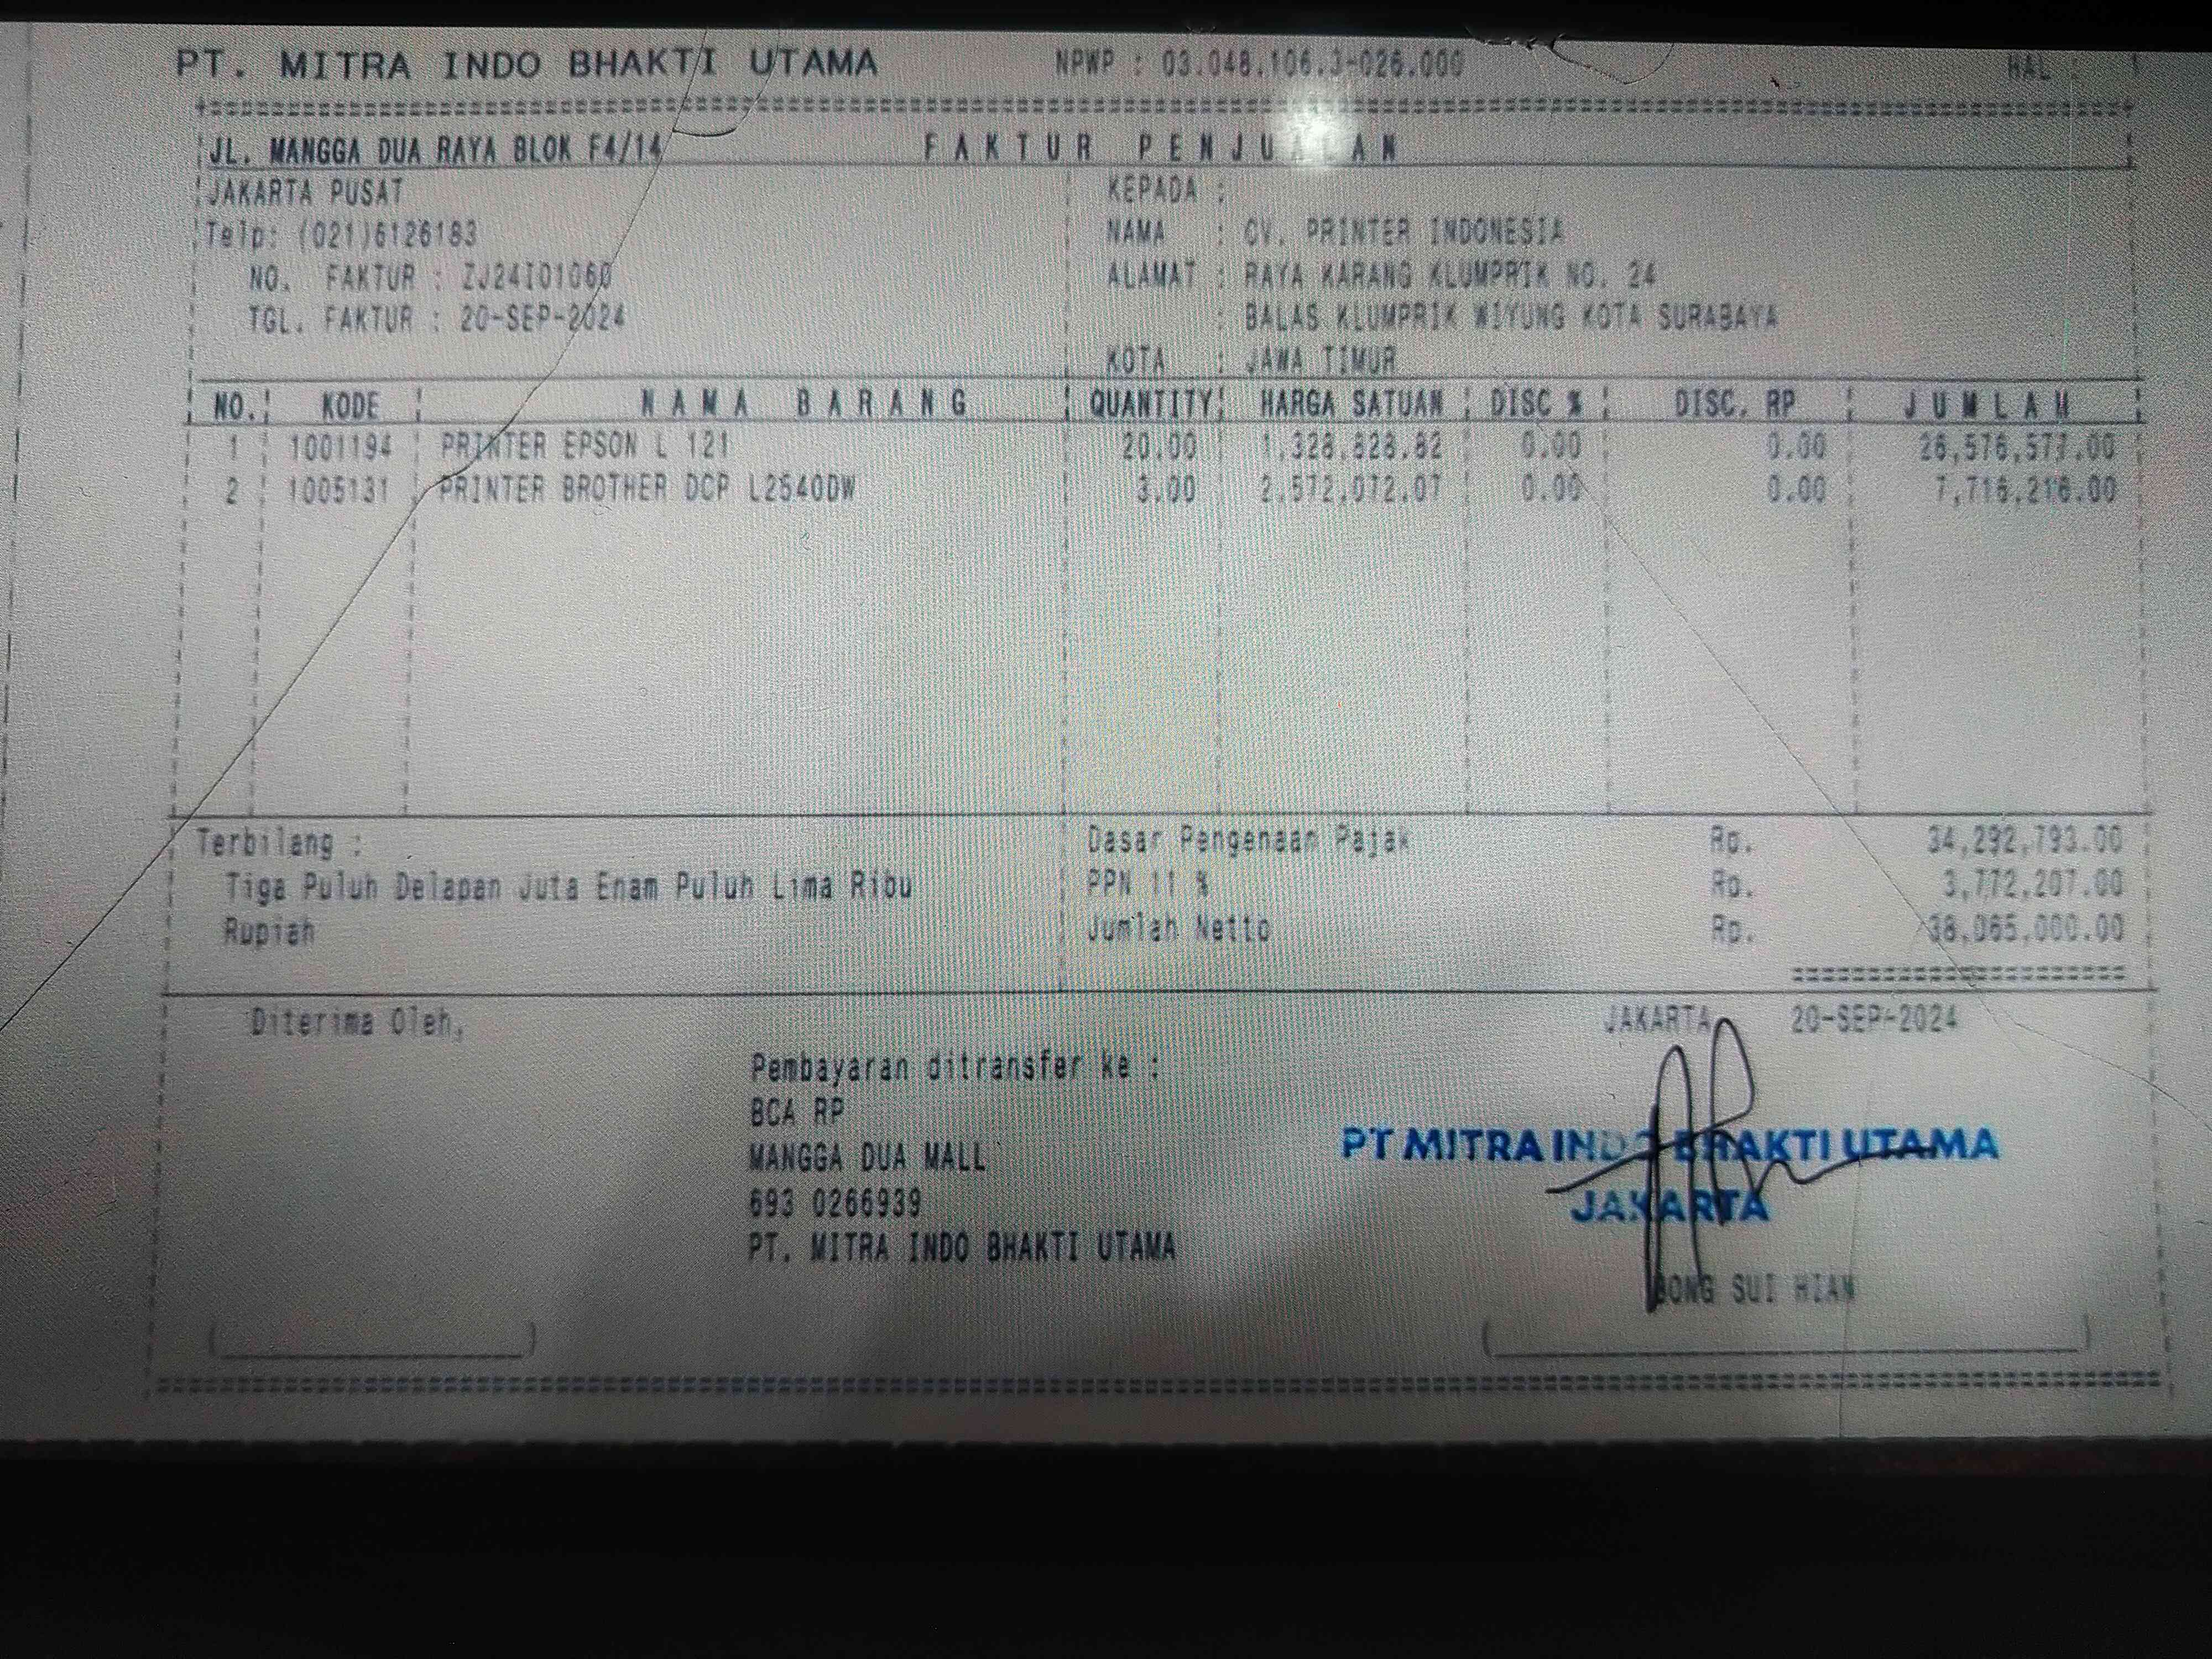 PT. MITRA INDO BHAKTI UTAMA NPWP : 03.048.106.3-026.000 HAL : 1
JL. MANGGA DUA RAYA BLOK F4/14 FAKTUR PENJUALAN
JAKARTA PUSAT KEPADA :
Telp: (021)6126183 NAMA : CV. PRINTER INDONESIA
NO. FAKTUR : ZJ24I01060 ALAMAT : RAYA KARANG KLUMPRIK NO. 24
TGL. FAKTUR : 20-SEP-2024 : BALAS KLUMPRIK WIYUNG KOTA SURABAYA
KOTA : JAWA TIMUR
NO. KODE NAMA BARANG QUANTITY HARGA SATUAN DISC % DISC. RP JUMLAH
1 1001194 PRINTER EPSON L 121 20.00 1,328,828.82 0.00 0.00 26,576,577.00
2 1005131 PRINTER BROTHER DCP L2540DW 3.00 2,572,072.07 0.00 0.00 7,716,216.00
Terbilang : Dasar Pengenaan Pajak Rp. 34,292,793.00
Tiga Puluh Delapan Juta Enam Puluh Lima Ribu PPN 11 % Rp. 3,772,207.00
Rupiah Jumlah Netto Rp. 38,065,000.00
Diterima Oleh, JAKARTA 20-SEP-2024
Pembayaran ditransfer ke :
BCA RP
MANGGA DUA MALL
693 0266939
PT. MITRA INDO BHAKTI UTAMA
PT MITRA INDO BHAKTI UTAMA
JAKARTA
BONG SUI HIAN